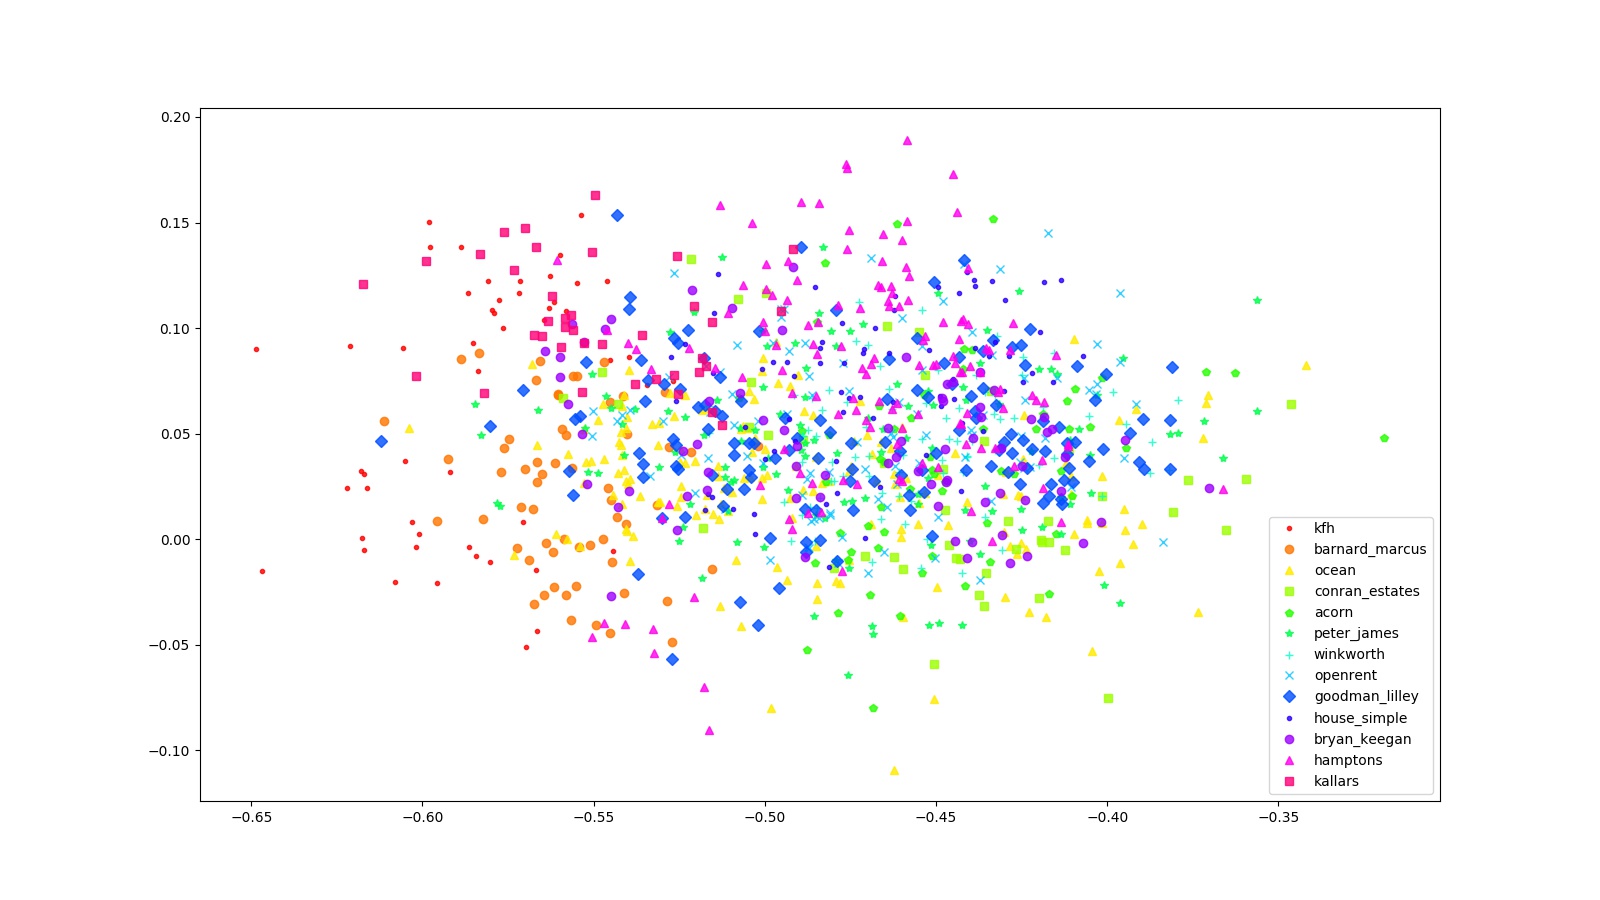 0.20
0.15
0.10
0.05
0.00
−0.05
−0.10
−0.65
−0.60
−0.55
−0.50
−0.45
−0.40
−0.35
kfh
barnard_marcus
ocean
conran_estates
acorn
peter_james
winkworth
openrent
goodman_lilley
house_simple
bryan_keegan
hamptons
kallars